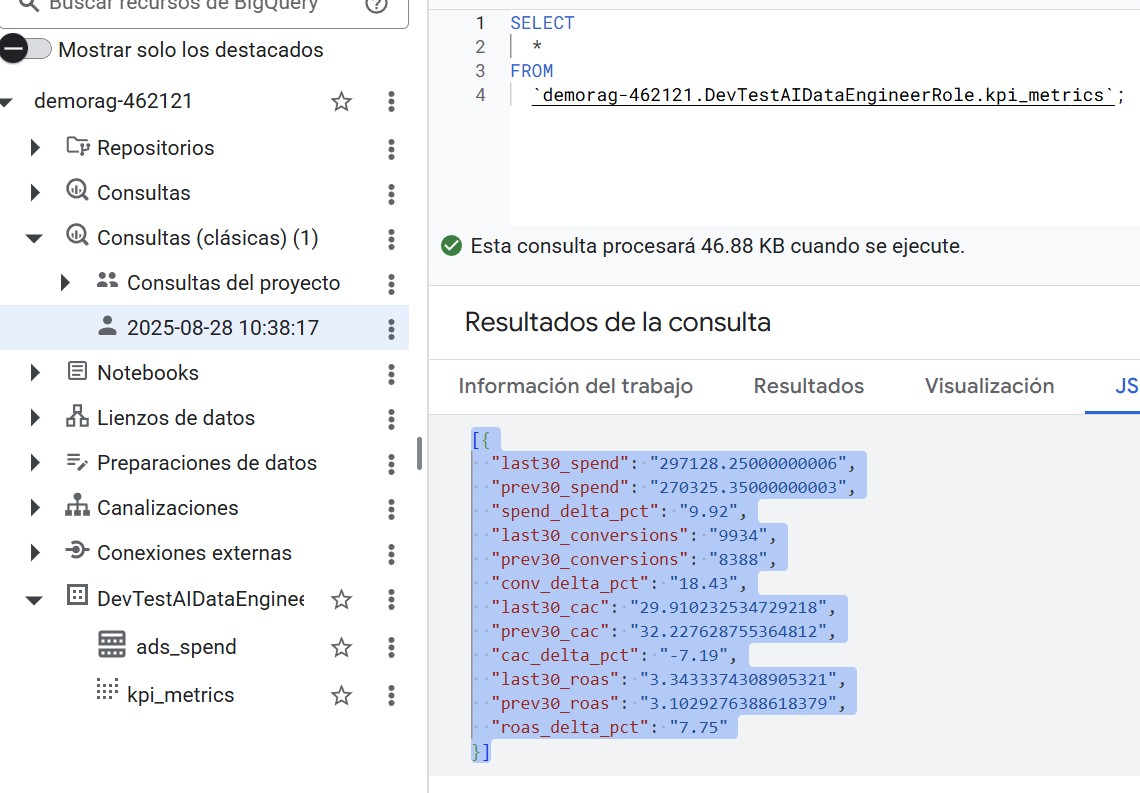 Buscar recursos de BigQuery
Mostrar solo los destacados
demorag-462121
Repositorios
Consultas
Consultas (clásicas) (1)
Consultas del proyecto
2025-08-28 10:38:17
Notebooks
Lienzos de datos
Preparaciones de datos
Canalizaciones
Conexiones externas
DevTestAIDataEnginee
ads_spend
kpi_metrics
1 SELECT
2 *
3 FROM
4 `demorag-462121.DevTestAIDataEngineerRole.kpi_metrics`;
Esta consulta procesará 46.88 KB cuando se ejecute.
Resultados de la consulta
Información del trabajo Resultados Visualización JS
[{
"last30_spend": "297128.25000000006",
"prev30_spend": "270325.35000000003",
"spend_delta_pct": "9.92",
"last30_conversions": "9934",
"prev30_conversions": "8388",
"conv_delta_pct": "18.43",
"last30_cac": "29.910232534729218",
"prev30_cac": "32.227628755364812",
"cac_delta_pct": "-7.19",
"last30_roas": "3.3433374308905321",
"prev30_roas": "3.1029276388618379",
"roas_delta_pct": "7.75"
}]